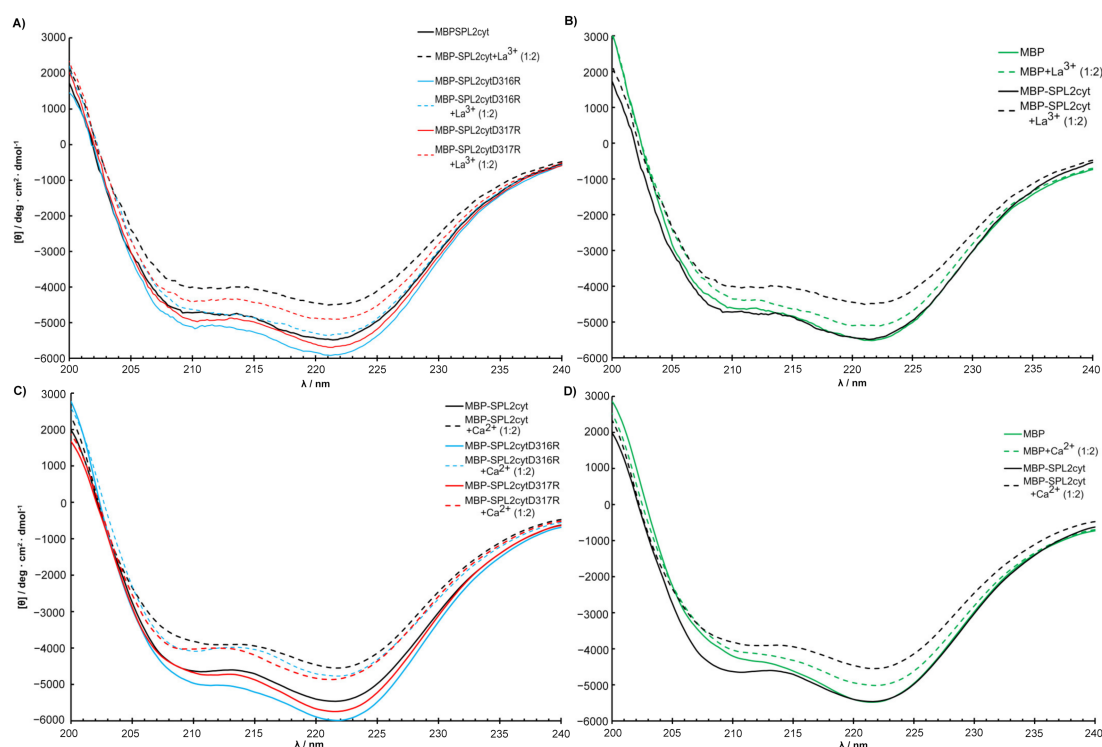 A)
3000
2000
1000
0
−1000
−2000
−3000
−4000
−5000
−6000
[θ] / deg · cm² · dmol⁻¹
200 205 210 215 220 225 230 235 240
λ / nm
MBPSPL2cyt
MBP-SPL2cyt+La³⁺ (1:2)
MBP-SPL2cytD316R
MBP-SPL2cytD316R
+La³⁺ (1:2)
MBP-SPL2cytD317R
MBP-SPL2cytD317R
+La³⁺ (1:2)
B)
3000
2000
1000
0
−1000
−2000
−3000
−4000
−5000
−6000
200 205 210 215 220 225 230 235 240
λ / nm
MBP
MBP+La³⁺ (1:2)
MBP-SPL2cyt
MBP-SPL2cyt
+La³⁺ (1:2)
C)
3000
2000
1000
0
−1000
−2000
−3000
−4000
−5000
−6000
[θ] / deg · cm² · dmol⁻¹
200 205 210 215 220 225 230 235 240
λ / nm
MBP-SPL2cyt
MBP-SPL2cyt
+Ca²⁺ (1:2)
MBP-SPL2cytD316R
MBP-SPL2cytD316R
+Ca²⁺ (1:2)
MBP-SPL2cytD317R
MBP-SPL2cytD317R
+Ca²⁺ (1:2)
D)
3000
2000
1000
0
−1000
−2000
−3000
−4000
−5000
−6000
200 205 210 215 220 225 230 235 240
λ / nm
MBP
MBP+Ca²⁺ (1:2)
MBP-SPL2cyt
MBP-SPL2cyt
+Ca²⁺ (1:2)